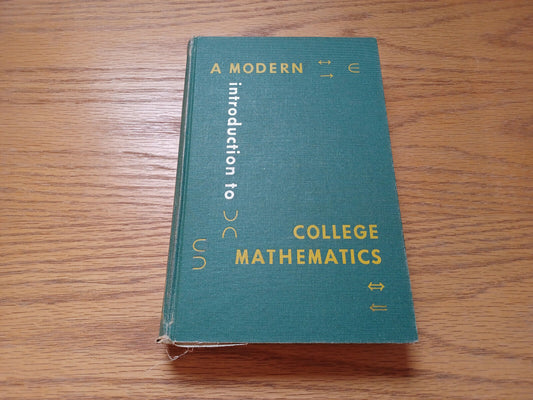 A MODERN
introduction to
COLLEGE
MATHEMATICS